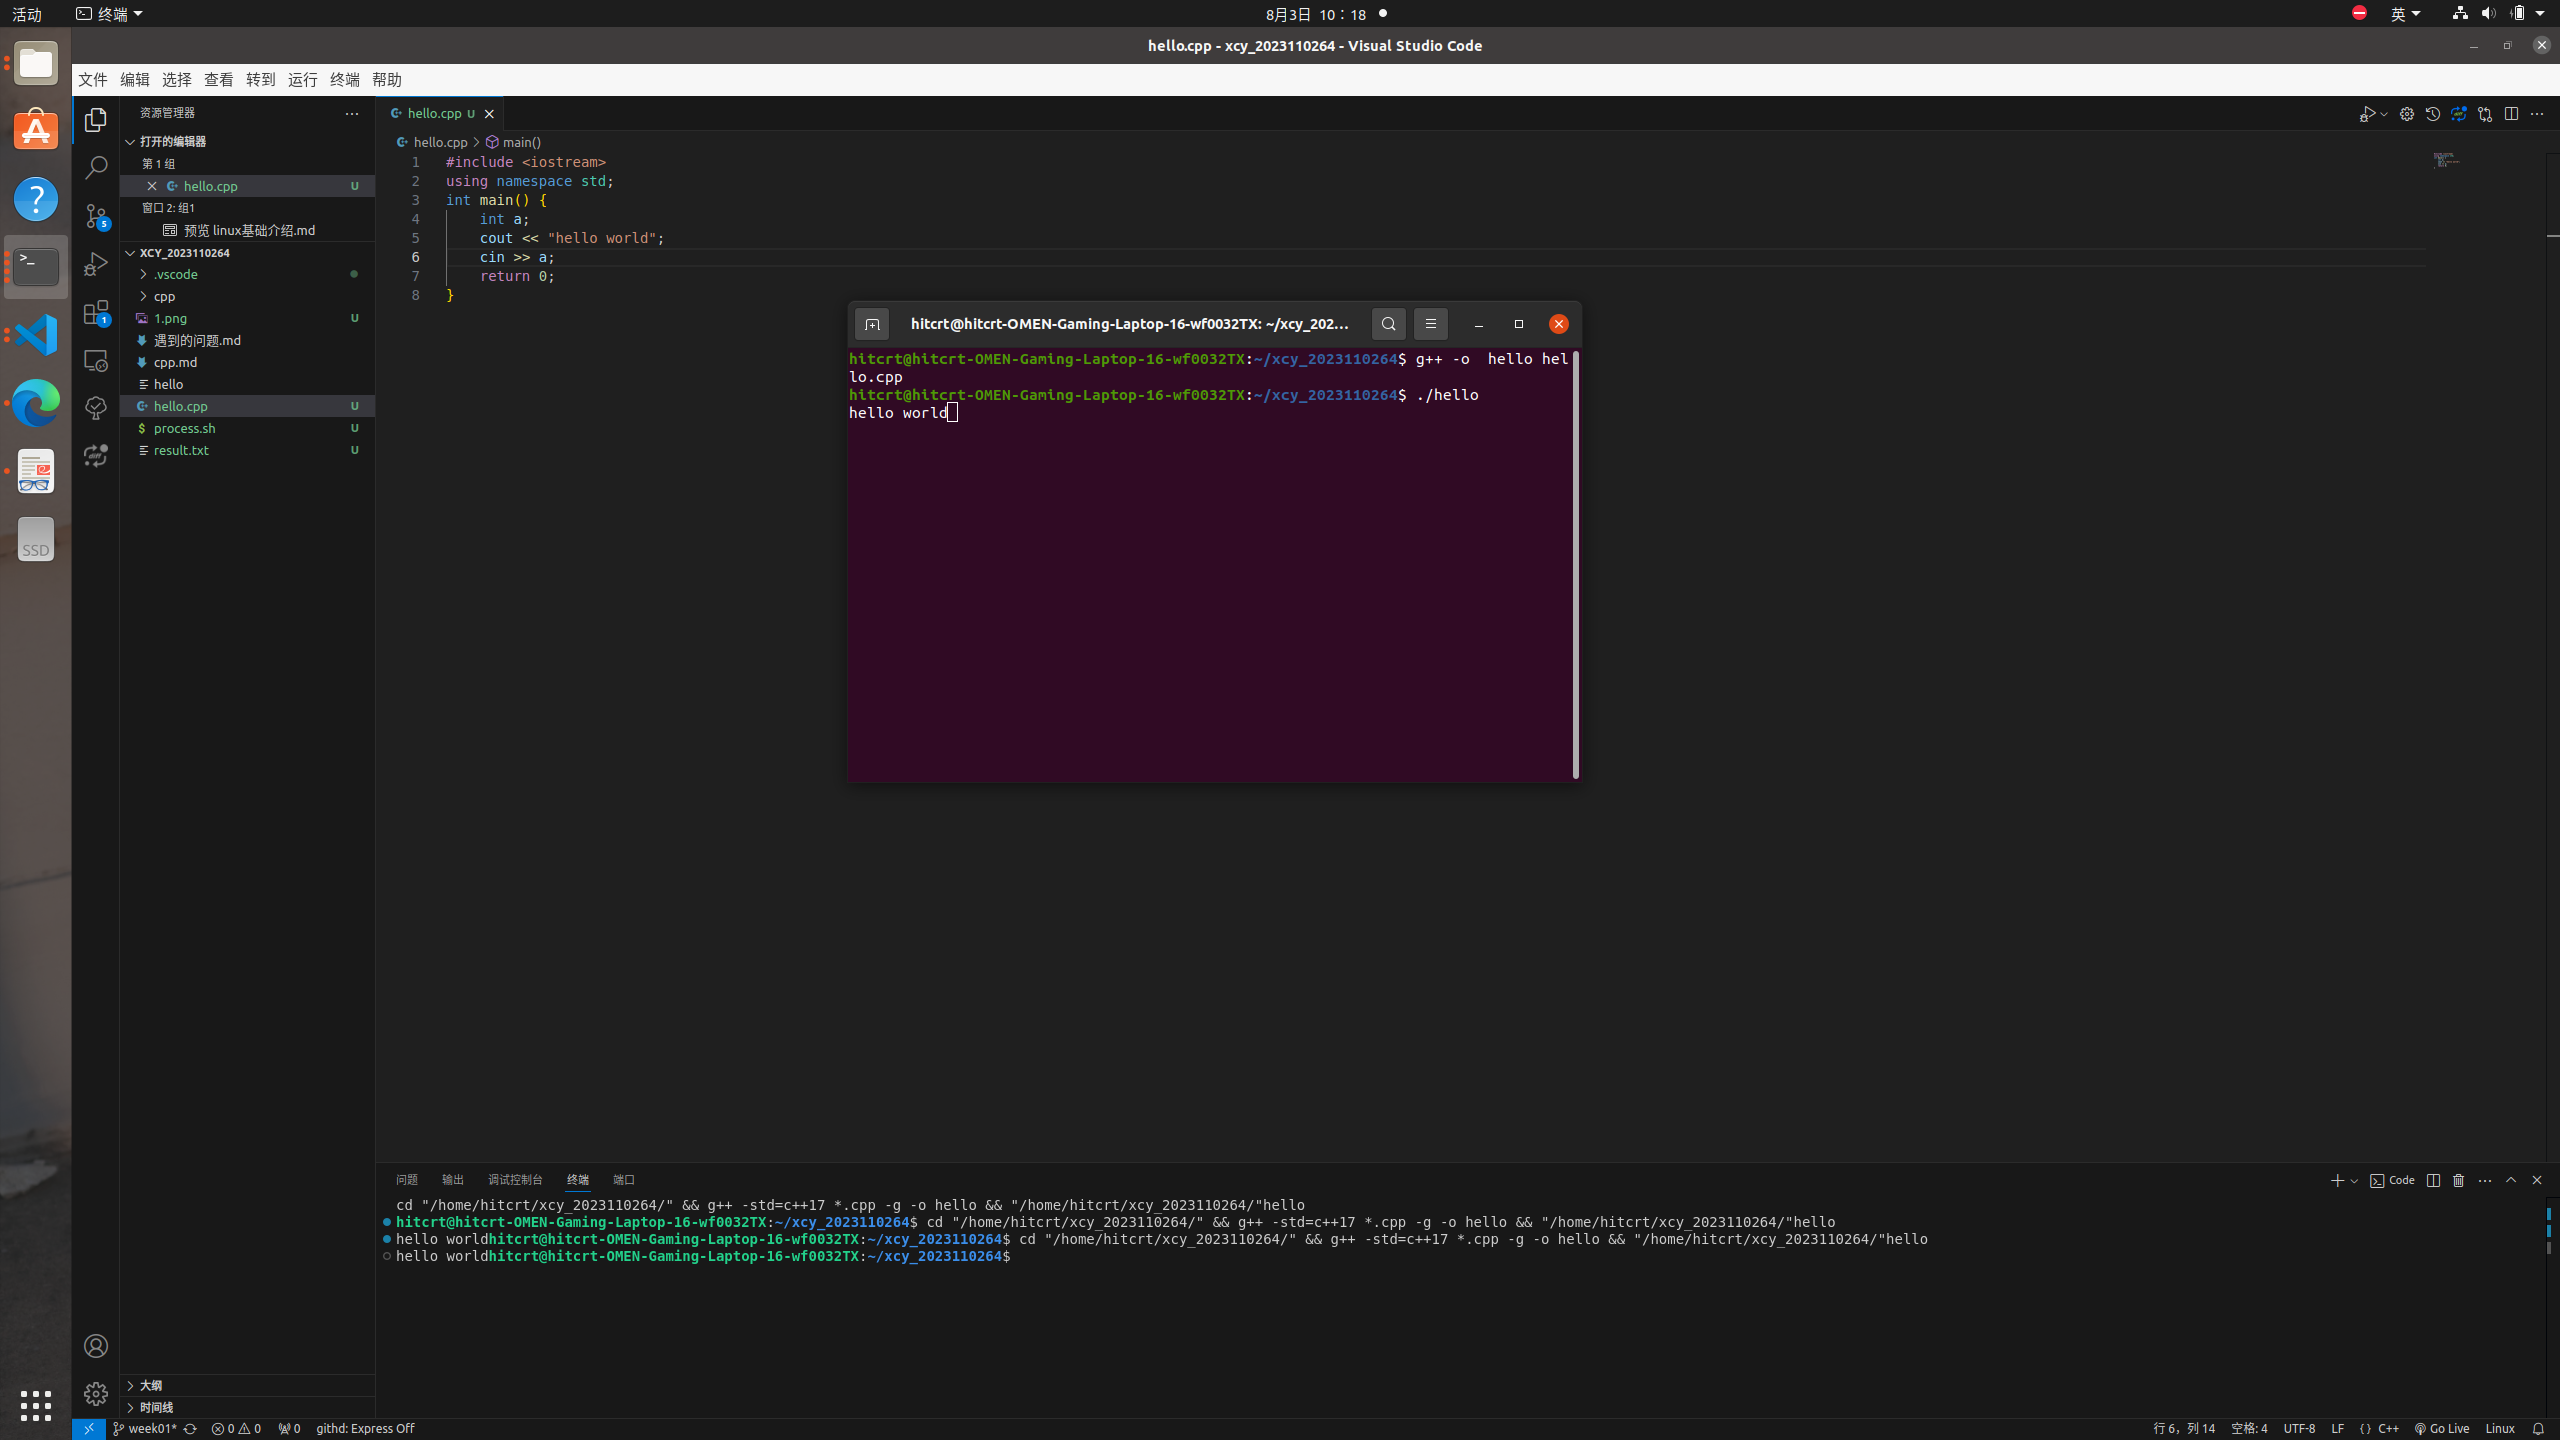 活动 终端 8月3日 10：18 英
hello.cpp - xcy_2023110264 - Visual Studio Code
文件 编辑 选择 查看 转到 运行 终端 帮助
资源管理器
打开的编辑器
第 1 组
hello.cpp U
窗口 2: 组1
预览 linux基础介绍.md
XCY_2023110264
.vscode
cpp
1.png U
遇到的问题.md
cpp.md
hello
hello.cpp U
process.sh U
result.txt U
大纲
时间线
5
1
SSD
hello.cpp U
hello.cpp > main()
1 #include <iostream>
2 using namespace std;
3 int main() {
4 int a;
5 cout << "hello world";
6 cin >> a;
7 return 0;
8 }
hitcrt@hitcrt-OMEN-Gaming-Laptop-16-wf0032TX: ~/xcy_202...
hitcrt@hitcrt-OMEN-Gaming-Laptop-16-wf0032TX:~/xcy_2023110264$ g++ -o  hello hel
lo.cpp
hitcrt@hitcrt-OMEN-Gaming-Laptop-16-wf0032TX:~/xcy_2023110264$ ./hello
hello world
问题 输出 调试控制台 终端 端口 Code
cd "/home/hitcrt/xcy_2023110264/" && g++ -std=c++17 *.cpp -g -o hello && "/home/hitcrt/xcy_2023110264/"hello
hitcrt@hitcrt-OMEN-Gaming-Laptop-16-wf0032TX:~/xcy_2023110264$ cd "/home/hitcrt/xcy_2023110264/" && g++ -std=c++17 *.cpp -g -o hello && "/home/hitcrt/xcy_2023110264/"hello
hello worldhitcrt@hitcrt-OMEN-Gaming-Laptop-16-wf0032TX:~/xcy_2023110264$ cd "/home/hitcrt/xcy_2023110264/" && g++ -std=c++17 *.cpp -g -o hello && "/home/hitcrt/xcy_2023110264/"hello
hello worldhitcrt@hitcrt-OMEN-Gaming-Laptop-16-wf0032TX:~/xcy_2023110264$
week01* 0 0 0 githd: Express Off 行 6，列 14 空格: 4 UTF-8 LF {} C++ Go Live Linux